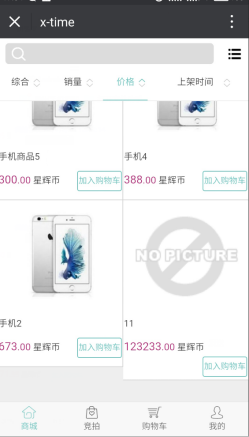 x-time
综合 销量 价格 上架时间
手机商品5
300.00 星辉币
加入购物车
手机4
388.00 星辉币
加入购物车
手机2
673.00 星辉币
加入购物车
NO PICTURE
11
123233.00 星辉币
加入购物车
商城 竞拍 购物车 我的